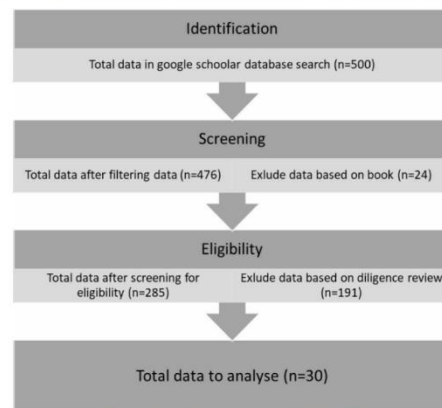 Identification
Total data in google schoolar database search (n=500)
Screening
Total data after filtering data (n=476)
Exlude data based on book (n=24)
Eligibility
Total data after screening for
eligibility (n=285)
Exlude data based on diligence review
(n=191)
Total data to analyse (n=30)